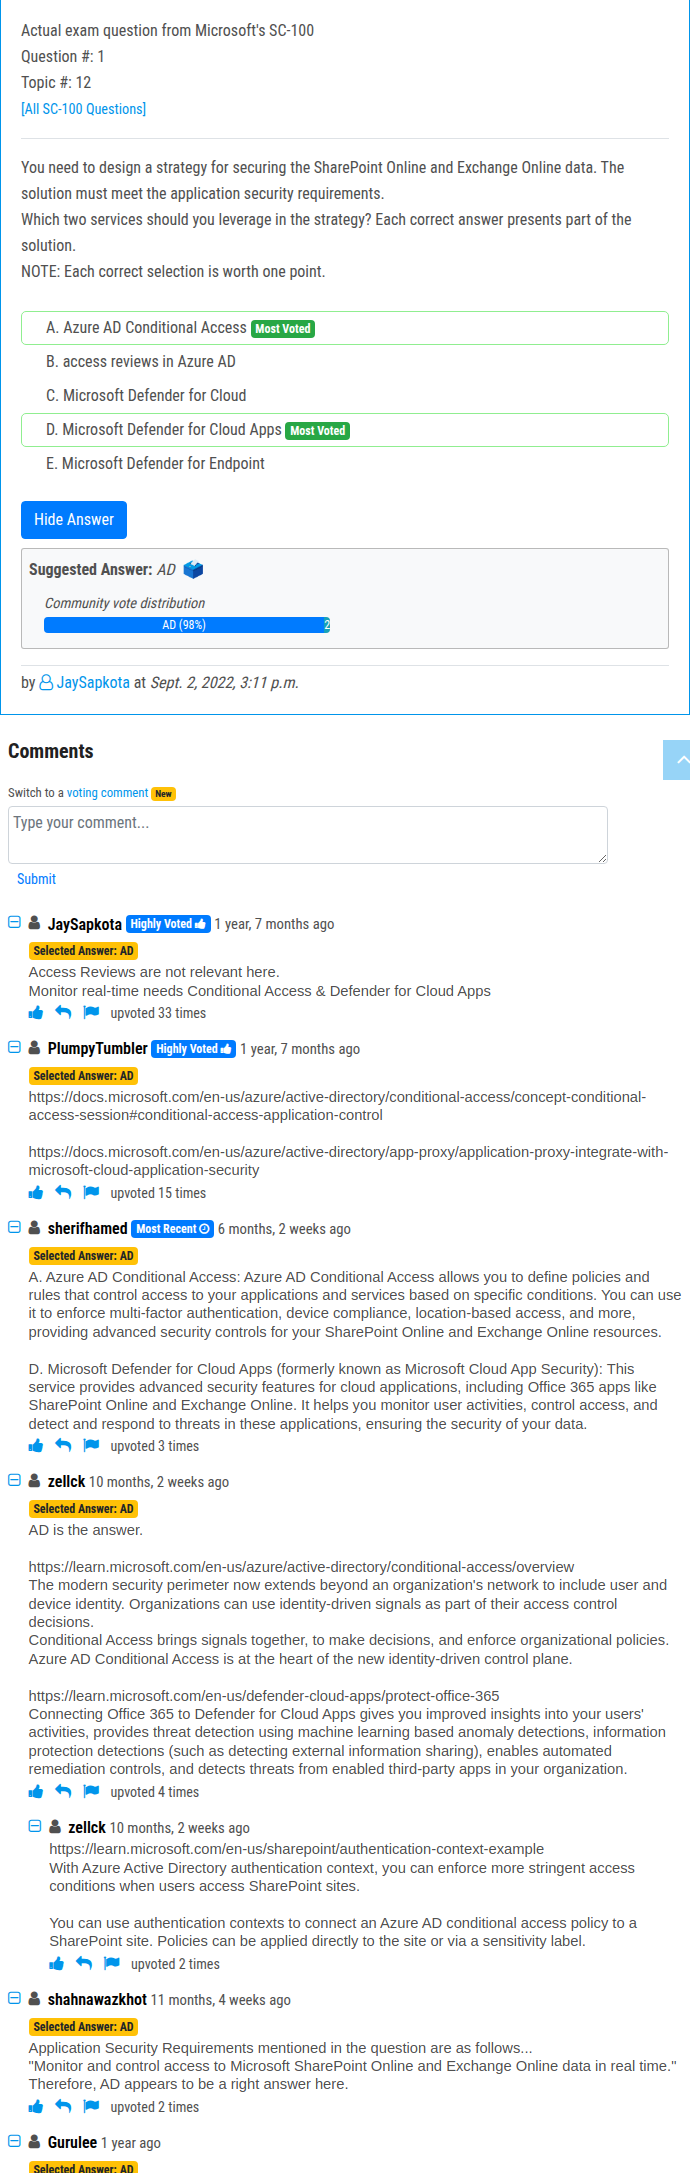 Actual exam question from Microsoft's SC-100
Question #: 1
Topic #: 12
[All SC-100 Questions]
You need to design a strategy for securing the SharePoint Online and Exchange Online data. The
solution must meet the application security requirements.
Which two services should you leverage in the strategy? Each correct answer presents part of the
solution.
NOTE: Each correct selection is worth one point.
A. Azure AD Conditional Access Most Voted
B. access reviews in Azure AD
C. Microsoft Defender for Cloud
D. Microsoft Defender for Cloud Apps Most Voted
E. Microsoft Defender for Endpoint
Hide Answer
Suggested Answer: AD
Community vote distribution
AD (98%) 2
by JaySapkota at Sept. 2, 2022, 3:11 p.m.
Comments
Switch to a voting comment New
Type your comment...
Submit
JaySapkota Highly Voted 1 year, 7 months ago
Selected Answer: AD
Access Reviews are not relevant here.
Monitor real-time needs Conditional Access & Defender for Cloud Apps
upvoted 33 times
PlumpyTumbler Highly Voted 1 year, 7 months ago
Selected Answer: AD
https://docs.microsoft.com/en-us/azure/active-directory/conditional-access/concept-conditional-
access-session#conditional-access-application-control
https://docs.microsoft.com/en-us/azure/active-directory/app-proxy/application-proxy-integrate-with-
microsoft-cloud-application-security
upvoted 15 times
sherifhamed Most Recent 6 months, 2 weeks ago
Selected Answer: AD
A. Azure AD Conditional Access: Azure AD Conditional Access allows you to define policies and
rules that control access to your applications and services based on specific conditions. You can use
it to enforce multi-factor authentication, device compliance, location-based access, and more,
providing advanced security controls for your SharePoint Online and Exchange Online resources.
D. Microsoft Defender for Cloud Apps (formerly known as Microsoft Cloud App Security): This
service provides advanced security features for cloud applications, including Office 365 apps like
SharePoint Online and Exchange Online. It helps you monitor user activities, control access, and
detect and respond to threats in these applications, ensuring the security of your data.
upvoted 3 times
zellck 10 months, 2 weeks ago
Selected Answer: AD
AD is the answer.
https://learn.microsoft.com/en-us/azure/active-directory/conditional-access/overview
The modern security perimeter now extends beyond an organization's network to include user and
device identity. Organizations can use identity-driven signals as part of their access control
decisions.
Conditional Access brings signals together, to make decisions, and enforce organizational policies.
Azure AD Conditional Access is at the heart of the new identity-driven control plane.
https://learn.microsoft.com/en-us/defender-cloud-apps/protect-office-365
Connecting Office 365 to Defender for Cloud Apps gives you improved insights into your users'
activities, provides threat detection using machine learning based anomaly detections, information
protection detections (such as detecting external information sharing), enables automated
remediation controls, and detects threats from enabled third-party apps in your organization.
upvoted 4 times
zellck 10 months, 2 weeks ago
https://learn.microsoft.com/en-us/sharepoint/authentication-context-example
With Azure Active Directory authentication context, you can enforce more stringent access
conditions when users access SharePoint sites.
You can use authentication contexts to connect an Azure AD conditional access policy to a
SharePoint site. Policies can be applied directly to the site or via a sensitivity label.
upvoted 2 times
shahnawazkhot 11 months, 4 weeks ago
Selected Answer: AD
Application Security Requirements mentioned in the question are as follows...
"Monitor and control access to Microsoft SharePoint Online and Exchange Online data in real time."
Therefore, AD appears to be a right answer here.
upvoted 2 times
Gurulee 1 year ago
Selected Answer: AD